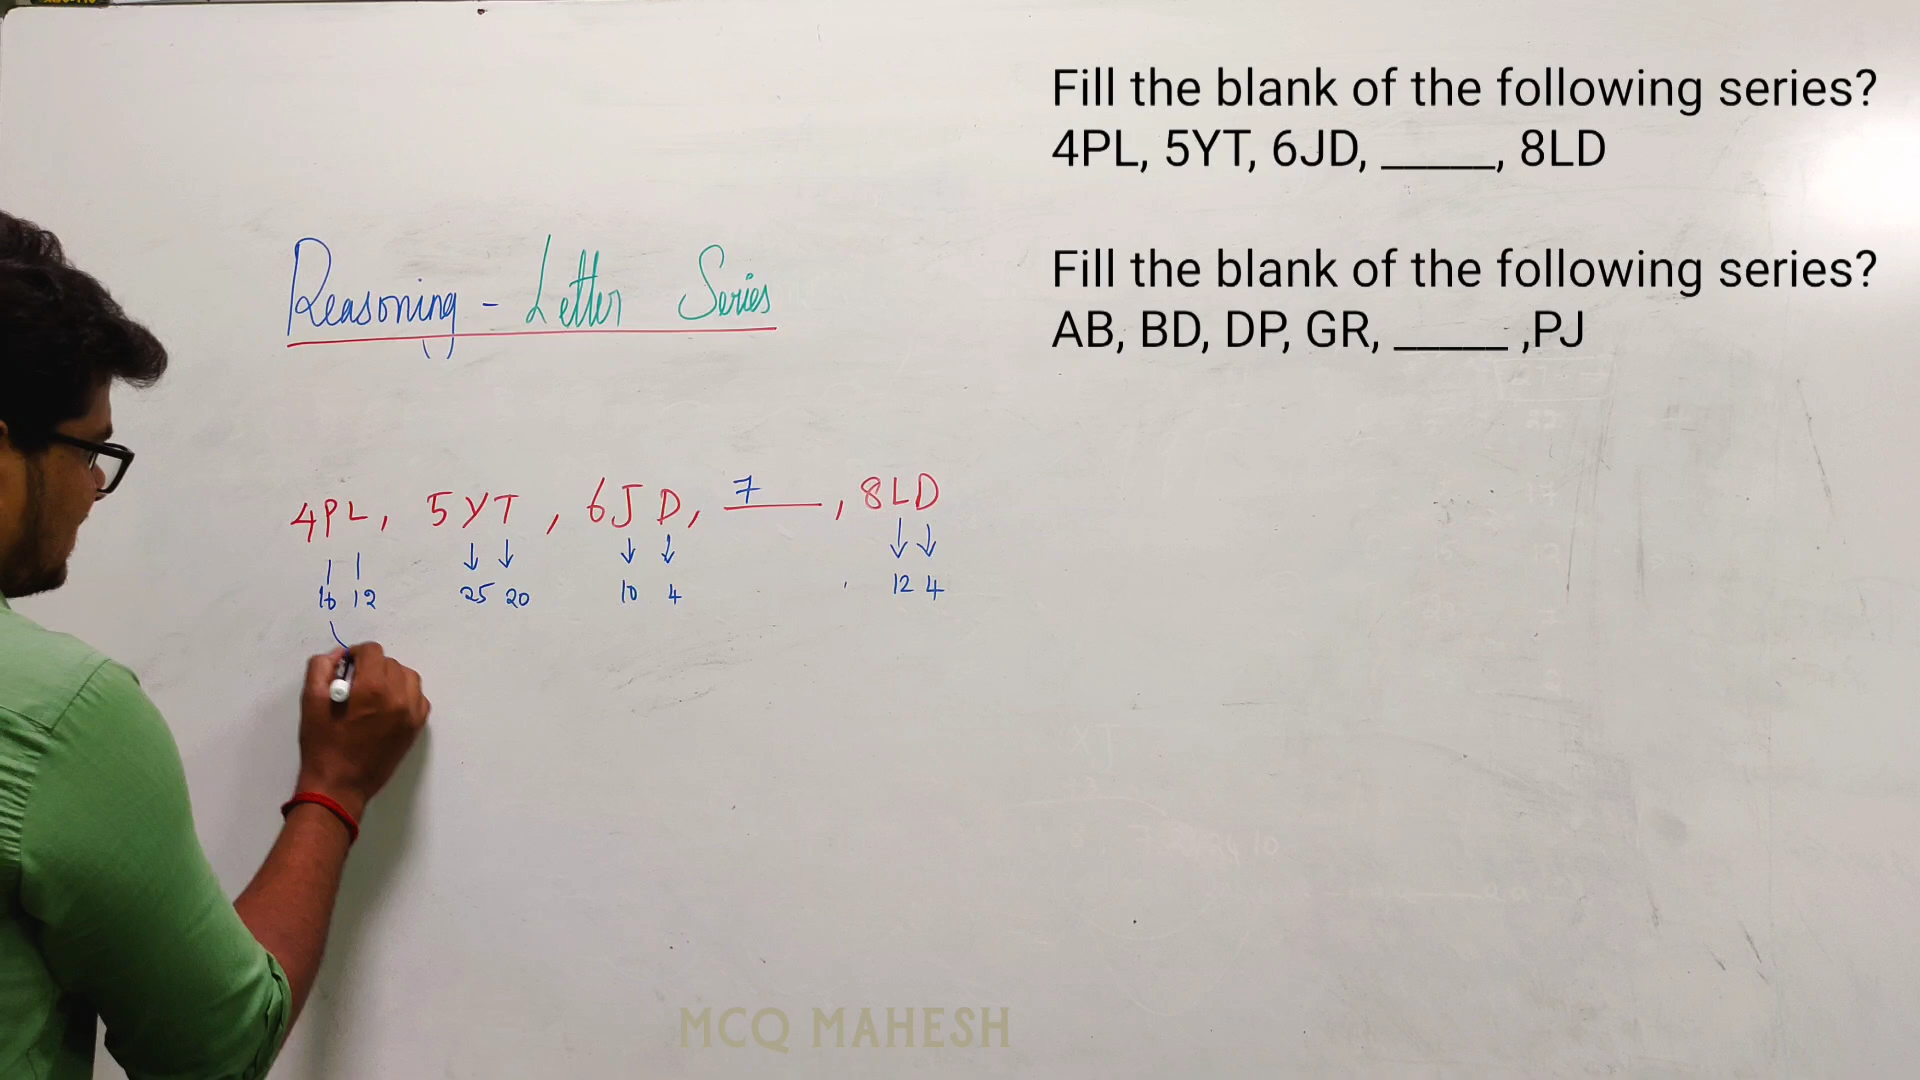 Fill the blank of the following series?
4PL, 5YT, 6JD, _____, 8LD
Fill the blank of the following series?
AB, BD, DP, GR, _____ ,PJ
Reasoning - Letter Series
4PL, 5YT, 6JD, 7, 8LD
16 12 25 20 10 4 12 4
MCQ MAHESH